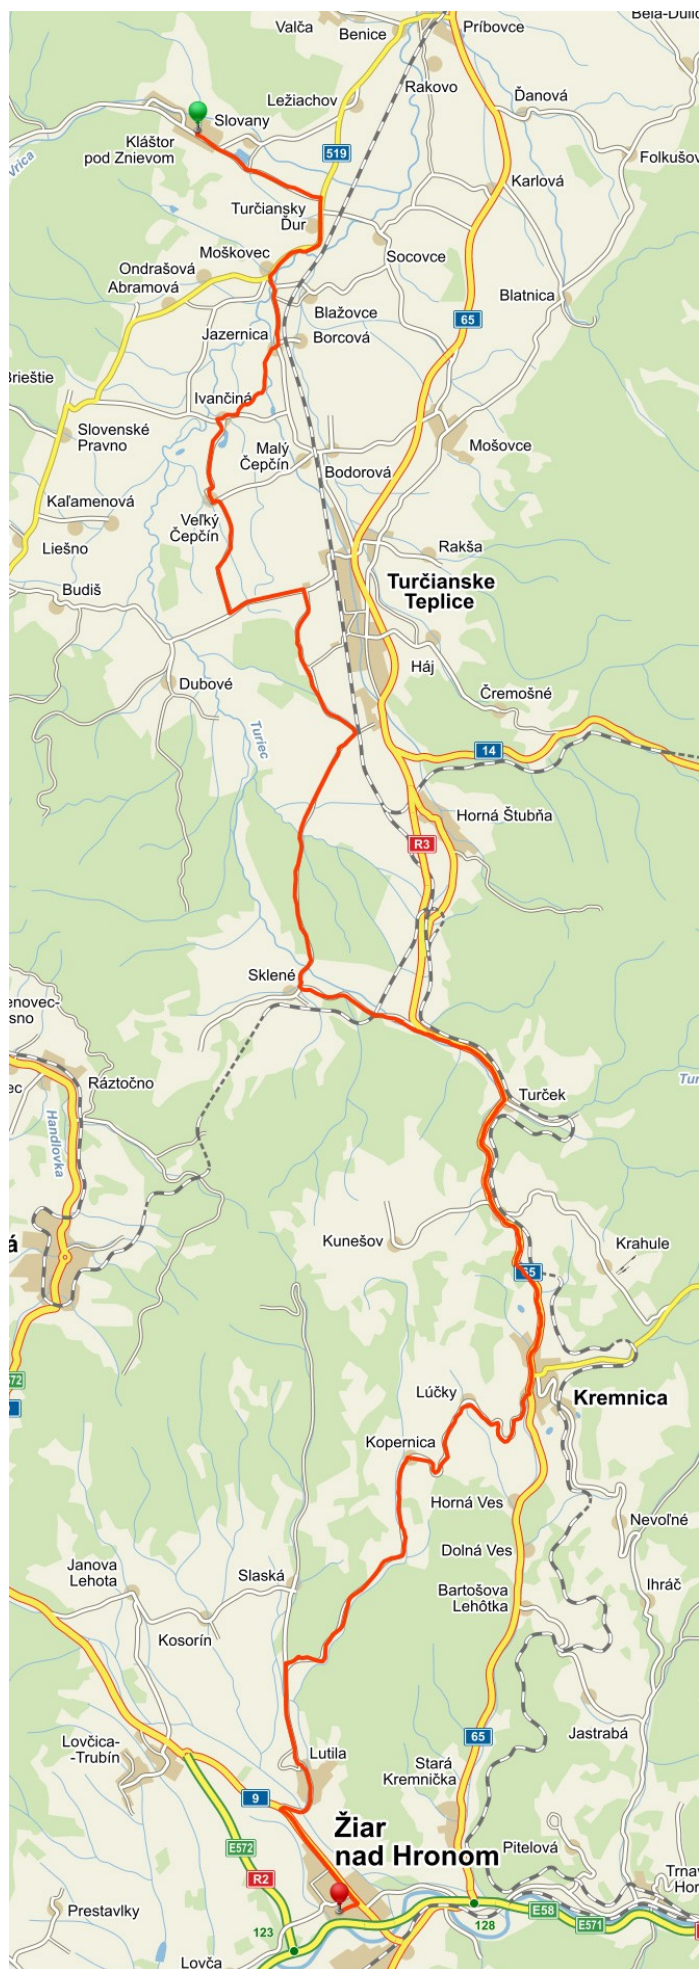 Valča
Benice
Príbovce
Rakovo
Ležiachov
Slovany
Ďanová
Kláštor
pod Znievom
519
Folkušov
Vrica
Karlová
Turčiansky
Ďur
Moškovec
Socovce
Ondrašová
Abramová
Blatnica
Blažovce
65
Jazernica
Borcová
Brieštie
Ivančiná
Slovenské
Pravno
Malý
Čepčín
Mošovce
Bodorová
Kaľamenová
Veľký
Čepčín
Liešno
Rakša
Turčianske
Teplice
Budiš
Háj
Dubové
Čremošné
Turiec
14
Horná Štubňa
R3
Sklené
Ráztočno
Turček
Handlovka
Kunešov
Krahule
65
Lúčky
Kremnica
Kopernica
Horná Ves
Nevoľné
Dolná Ves
Janova
Lehota
Slaská
Bartošova
Lehôtka
Ihráč
Kosorín
Jastrabá
65
Lovčica-
-Trubín
Lutila
Stará
Kremnička
9
Žiar
nad Hronom
E572
Pitelová
R2
Prestavlky
E58
123
128
E571
Lovča